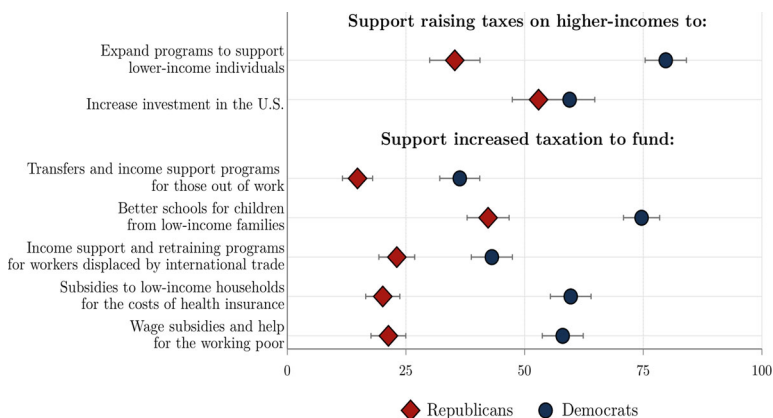 Support raising taxes on higher-incomes to:
Expand programs to support
lower-income individuals
Increase investment in the U.S.
Support increased taxation to fund:
Transfers and income support programs
for those out of work
Better schools for children
from low-income families
Income support and retraining programs
for workers displaced by international trade
Subsidies to low-income households
for the costs of health insurance
Wage subsidies and help
for the working poor
0 25 50 75 100
Republicans Democrats